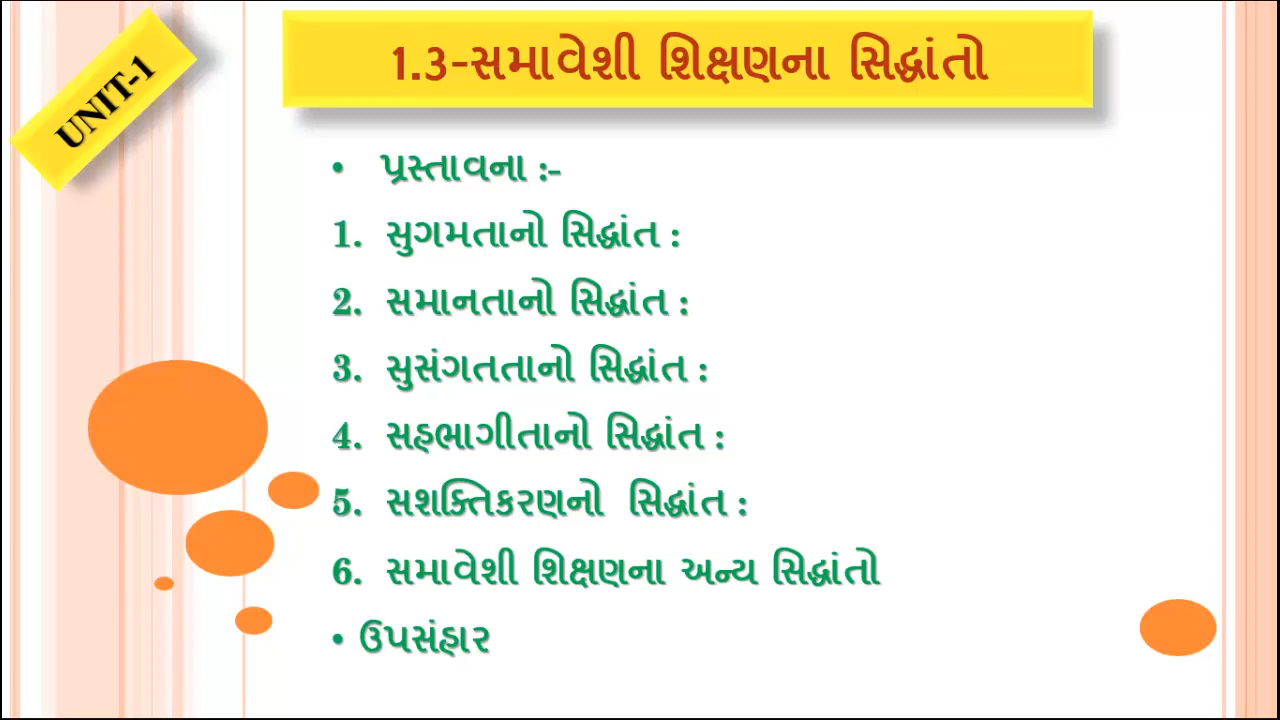 UNIT-1
1.3-સમાવેશી શિક્ષણના સિદ્ધાંતો
• પ્રસ્તાવના :-
1. સુગમતાનો સિદ્ધાંત :
2. સમાનતાનો સિદ્ધાંત :
3. સુસંગતતાનો સિદ્ધાંત :
4. સહભાગીતાનો સિદ્ધાંત :
5. સશક્તિકરણનો સિદ્ધાંત :
6. સમાવેશી શિક્ષણના અન્ય સિદ્ધાંતો
• ઉપસંહાર